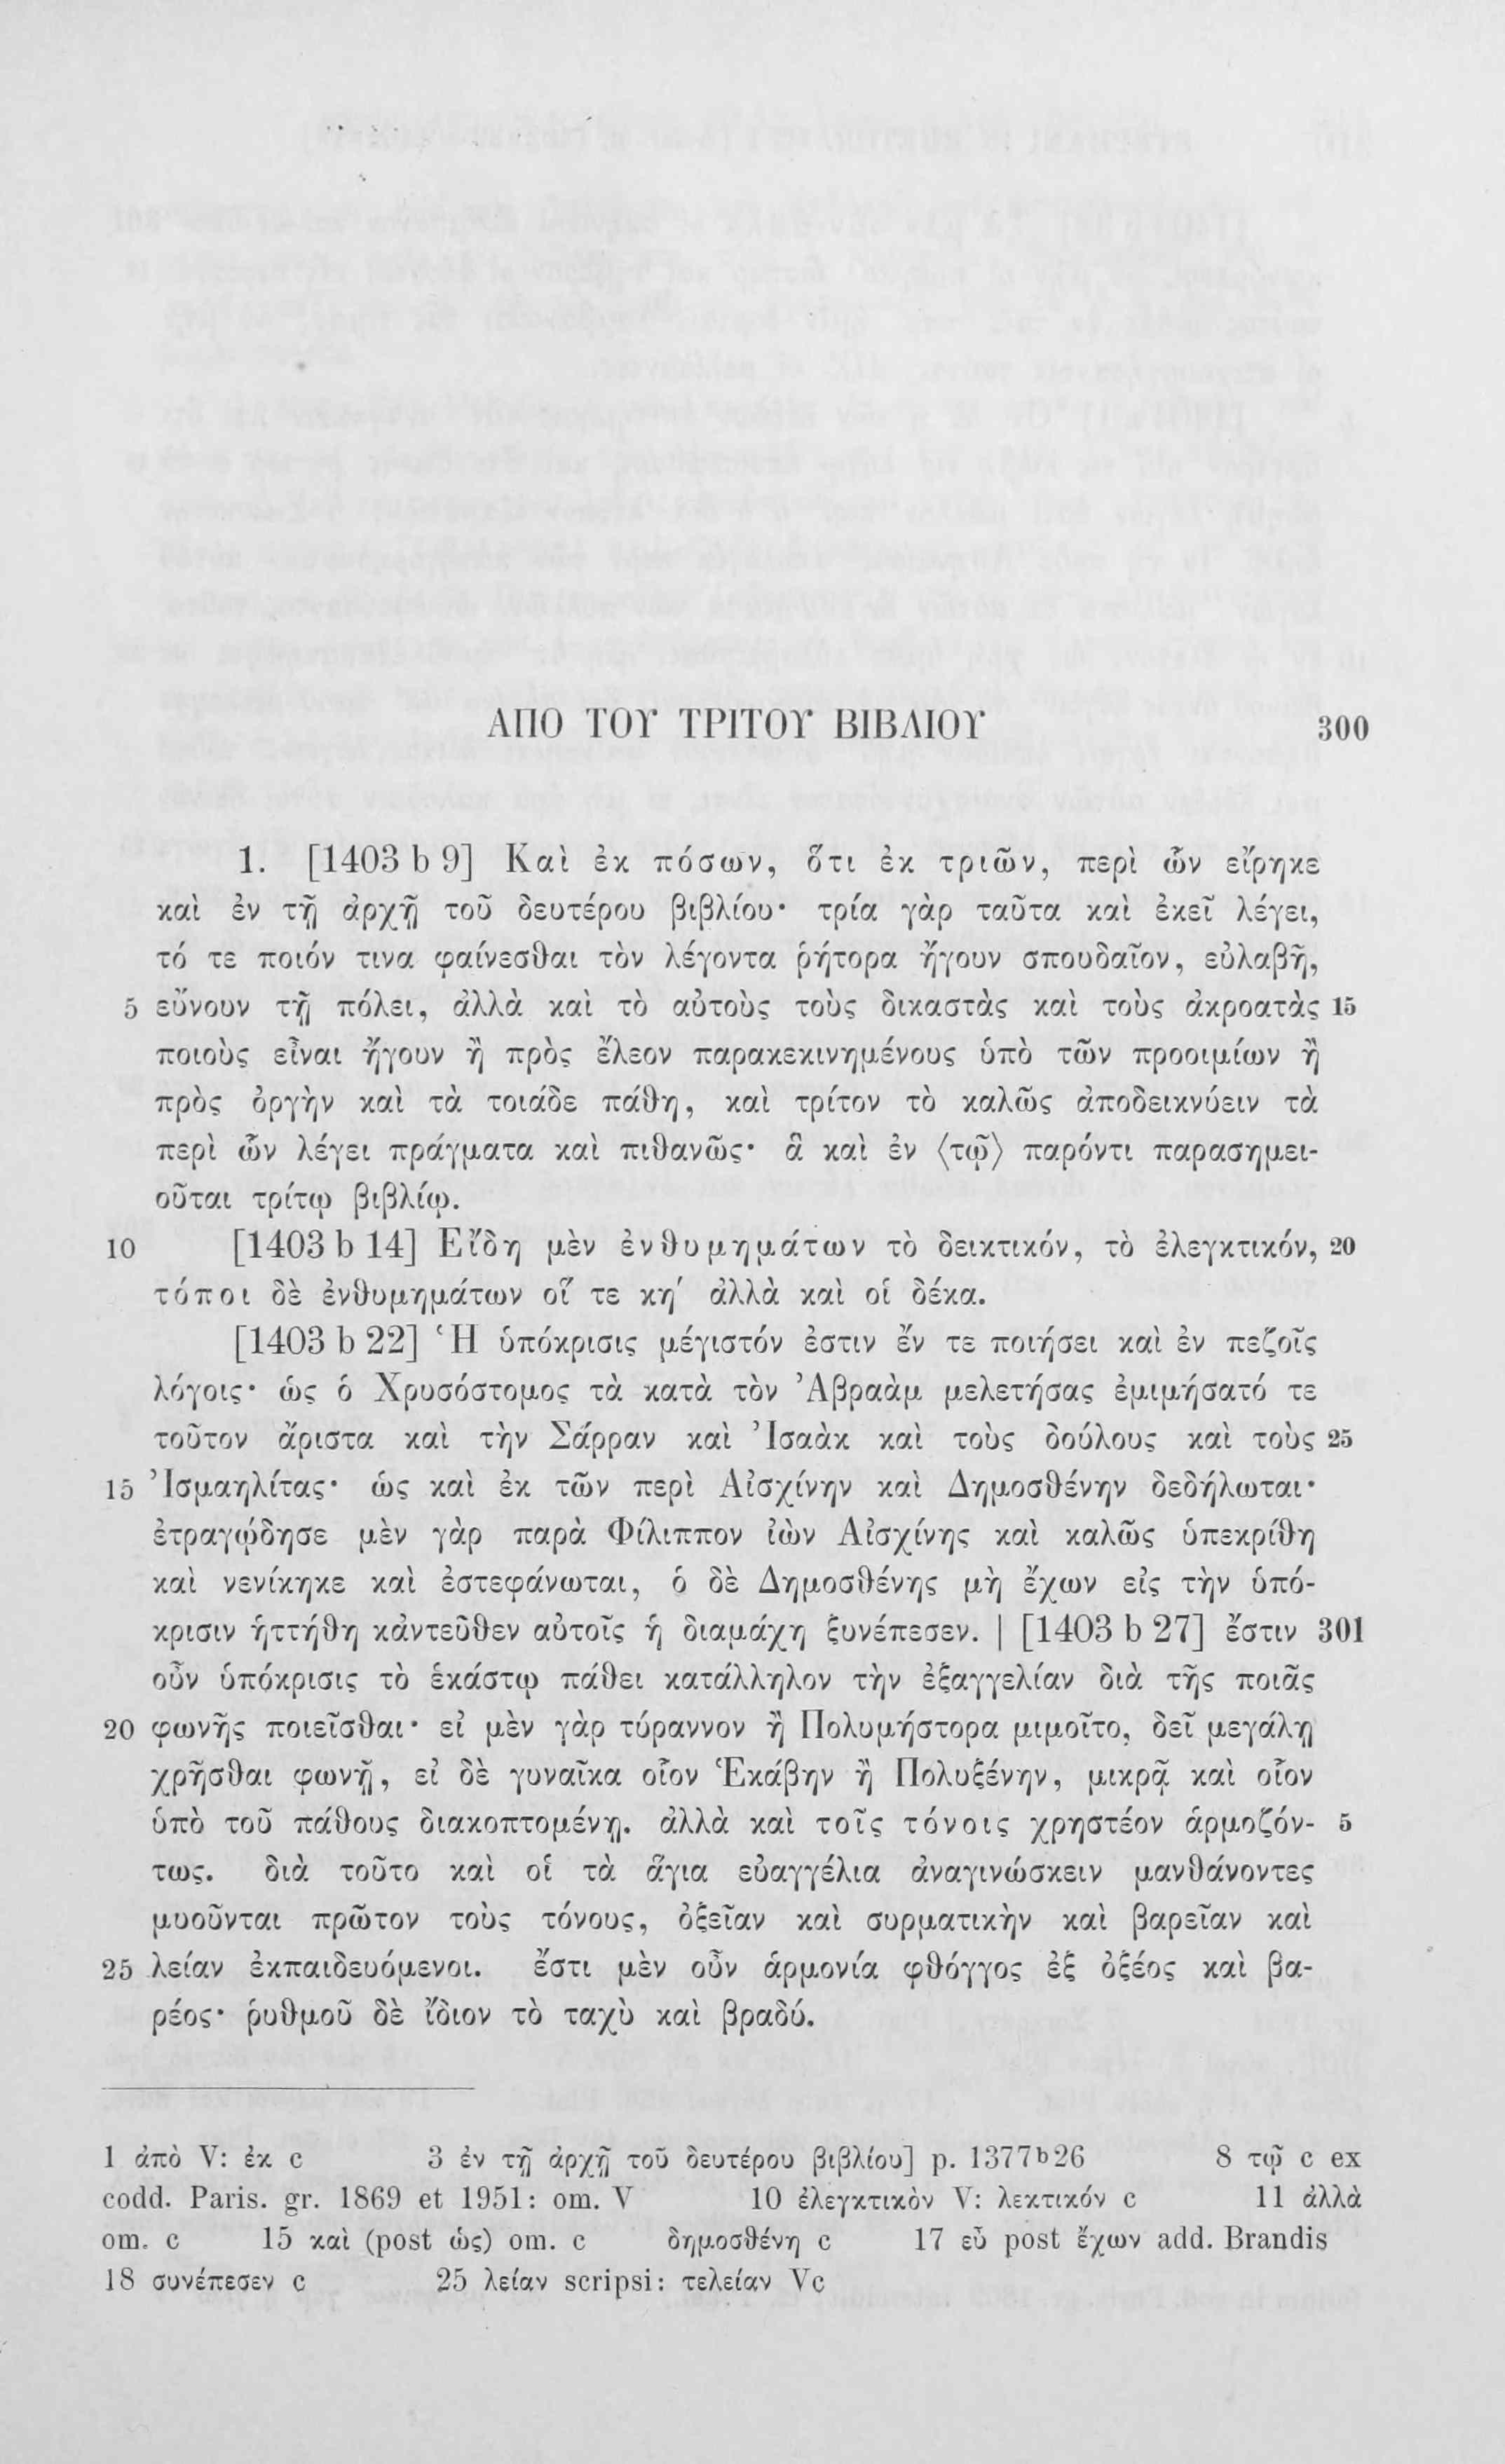 ΑΠΟ ΤΟΥ ΤΡΙΤΟΥ ΒΙΒΛΙΟΥ 300
1. [1403 b 9] Καὶ ἐκ πόσων, ὅτι ἐκ τριῶν, περὶ ὧν εἴρηκε
καὶ ἐν τῇ ἀρχῇ τοῦ δευτέρου βιβλίου· τρία γὰρ ταῦτα καὶ ἐκεῖ λέγει,
τό τε ποιόν τινα φαίνεσθαι τὸν λέγοντα ῥήτορα ἤγουν σπουδαῖον, εὐλαβῆ,
5 εὔνουν τῇ πόλει, ἀλλὰ καὶ τὸ αὐτοὺς τοὺς δικαστὰς καὶ τοὺς ἀκροατὰς 15
ποιοὺς εἶναι ἤγουν ἢ πρὸς ἔλεον παρακεκινημένους ὑπὸ τῶν προοιμίων ἢ
πρὸς ὀργὴν καὶ τὰ τοιάδε πάθη, καὶ τρίτον τὸ καλῶς ἀποδεικνύειν τὰ
περὶ ὧν λέγει πράγματα καὶ πιθανῶς· ἃ καὶ ἐν ⟨τῷ⟩ παρόντι παρασημει-
οῦται τρίτῳ βιβλίῳ.
10 [1403 b 14] Εἴδη μὲν ἐνθυμημάτων τὸ δεικτικόν, τὸ ἐλεγκτικόν, 20
τόποι δὲ ἐνθυμημάτων οἵ τε κη′ ἀλλὰ καὶ οἱ δέκα.
[1403 b 22] Ἡ ὑπόκρισις μέγιστόν ἐστιν ἔν τε ποιήσει καὶ ἐν πεζοῖς
λόγοις· ὡς ὁ Χρυσόστομος τὰ κατὰ τὸν Ἀβραὰμ μελετήσας ἐμιμήσατό τε
τοῦτον ἄριστα καὶ τὴν Σάρραν καὶ Ἰσαὰκ καὶ τοὺς δούλους καὶ τοὺς 25
15 Ἰσμαηλίτας· ὡς καὶ ἐκ τῶν περὶ Αἰσχίνην καὶ Δημοσθένην δεδήλωται·
ἐτραγῴδησε μὲν γὰρ παρὰ Φίλιππον ἰὼν Αἰσχίνης καὶ καλῶς ὑπεκρίθη
καὶ νενίκηκε καὶ ἐστεφάνωται, ὁ δὲ Δημοσθένης μὴ ἔχων εἰς τὴν ὑπό-
κρισιν ἡττήθη κἀντεῦθεν αὐτοῖς ἡ διαμάχη ξυνέπεσεν. | [1403 b 27] ἔστιν 301
οὖν ὑπόκρισις τὸ ἑκάστῳ πάθει κατάλληλον τὴν ἐξαγγελίαν διὰ τῆς ποιᾶς
20 φωνῆς ποιεῖσθαι· εἰ μὲν γὰρ τύραννον ἢ Πολυμήστορα μιμοῖτο, δεῖ μεγάλῃ
χρῆσθαι φωνῇ, εἰ δὲ γυναῖκα οἷον Ἑκάβην ἢ Πολυξένην, μικρᾷ καὶ οἷον
ὑπὸ τοῦ πάθους διακοπτομένῃ. ἀλλὰ καὶ τοῖς τόνοις χρηστέον ἁρμοζόν- 5
τως. διὰ τοῦτο καὶ οἱ τὰ ἅγια εὐαγγέλια ἀναγινώσκειν μανθάνοντες
μυοῦνται πρῶτον τοὺς τόνους, ὀξεῖαν καὶ συρματικὴν καὶ βαρεῖαν καὶ
25 λείαν ἐκπαιδευόμενοι. ἔστι μὲν οὖν ἁρμονία φθόγγος ἐξ ὀξέος καὶ βα-
ρέος· ῥυθμοῦ δὲ ἴδιον τὸ ταχὺ καὶ βραδύ.
1 ἀπὸ V: ἐκ c 3 ἐν τῇ ἀρχῇ τοῦ δευτέρου βιβλίου] p. 1377ᵇ26 8 τῷ c ex
codd. Paris. gr. 1869 et 1951: om. V 10 ἐλεγκτικὸν V: λεκτικόν c 11 ἀλλὰ
om. c 15 καὶ (post ὡς) om. c δημοσθένη c 17 εὖ post ἔχων add. Brandis
18 συνέπεσεν c 25 λείαν scripsi: τελείαν Vc